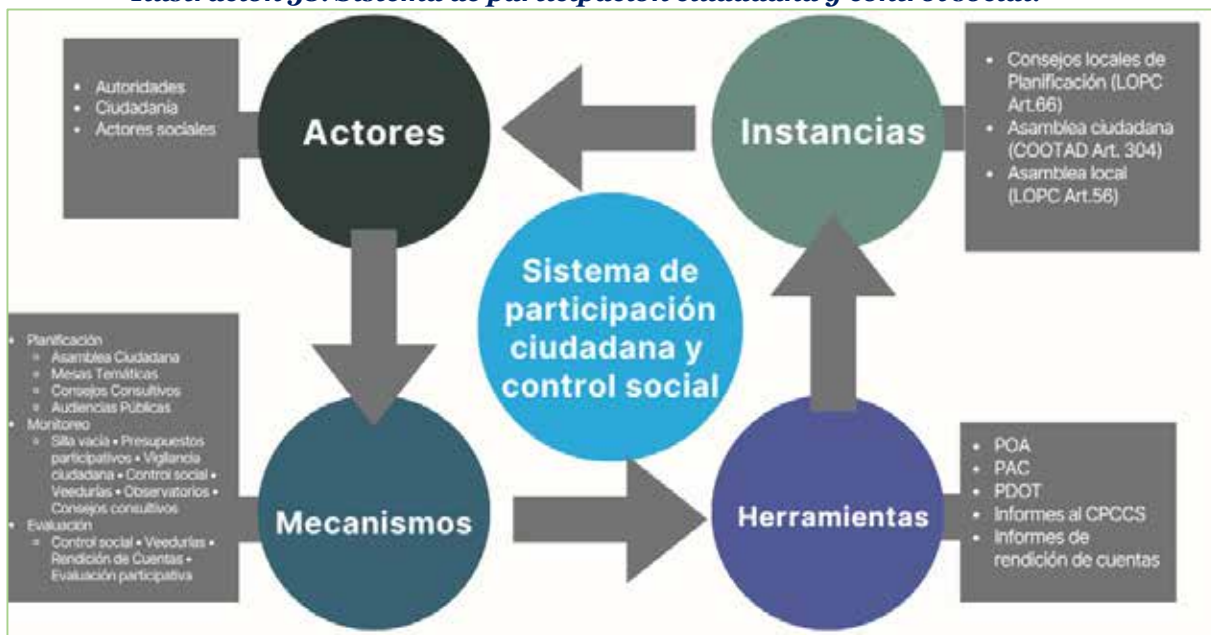 Sistema de participación ciudadana y control social.
• Autoridades
• Ciudadanía
• Actores sociales
Actores
Instancias
• Consejos locales de
Planificación (LOPC
Art.66)
• Asamblea ciudadana
(COOTAD Art. 304)
• Asamblea local
(LOPC Art.56)
Sistema de
participación
ciudadana y
control social
• Planificación
○ Asamblea Ciudadana
○ Mesas Temáticas
○ Consejos Consultivos
○ Audiencias Públicas
• Monitoreo
○ Silla vacía • Presupuestos
participativos • Vigilancia
ciudadana • Control social •
Veedurías • Observatorios •
Consejos consultivos
• Evaluación
○ Control social • Veedurías •
Rendición de Cuentas •
Evaluación participativa
Mecanismos
Herramientas
• POA
• PAC
• PDOT
• Informes al CPCCS
• Informes de
rendición de cuentas